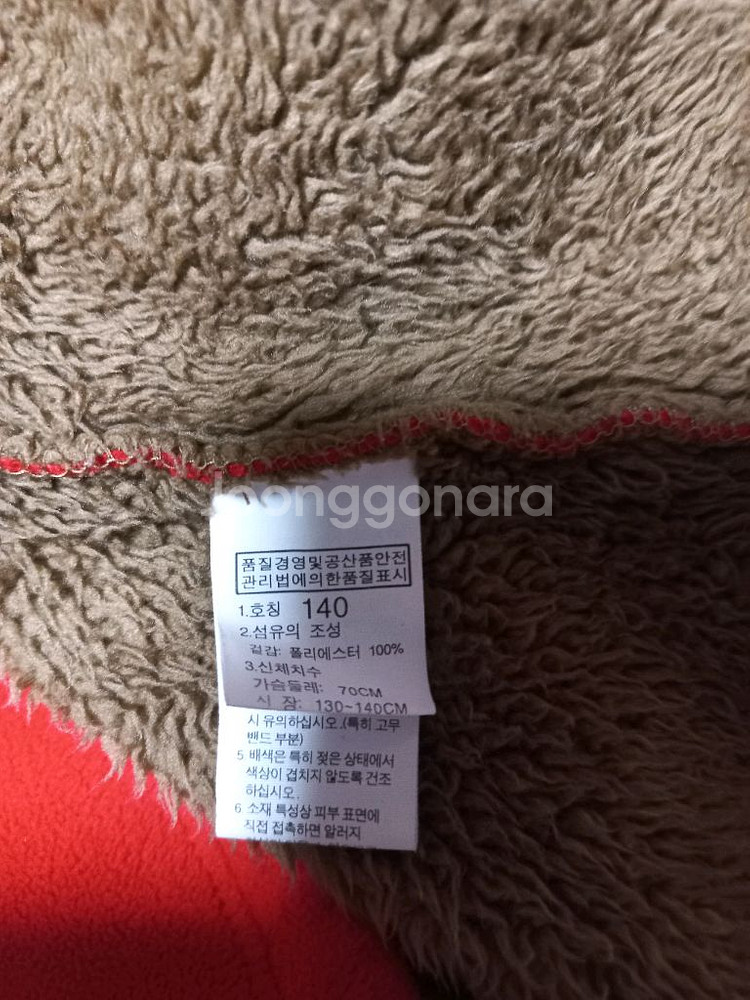 Joonggonara
품질경영및공산품안전
관리법에의한품질표시
1.호칭 140
2.섬유의 조성
겉감: 폴리에스터 100%
3.신체치수
가슴둘레: 70CM
시 장: 130~140CM
시 유의하십시오.(특히 고무
밴드 부분)
5 배색은 특히 젖은 상태에서
색상이 겹치지 않도록 건조
하십시오.
6 소재 특성상 피부 표면에
직접 접촉하면 알러지